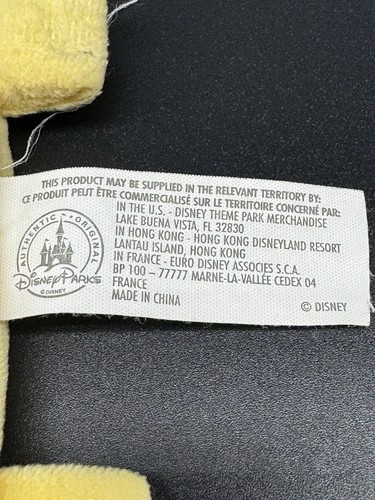 THIS PRODUCT MAY BE SUPPLIED IN THE RELEVANT TERRITORY BY:
CE PRODUIT PEUT ÊTRE COMMERCIALISÉ SUR LE TERRITOIRE CONCERNÉ PAR:
IN THE U.S. - DISNEY THEME PARK MERCHANDISE
LAKE BUENA VISTA, FL 32830
IN HONG KONG - HONG KONG DISNEYLAND RESORT
LANTAU ISLAND, HONG KONG
IN FRANCE - EURO DISNEY ASSOCIES S.C.A.
BP 100 – 77777 MARNE-LA-VALLÉE CEDEX 04
FRANCE
MADE IN CHINA
© DISNEY
AUTHENTIC • ORIGINAL
Disney Parks
© DISNEY